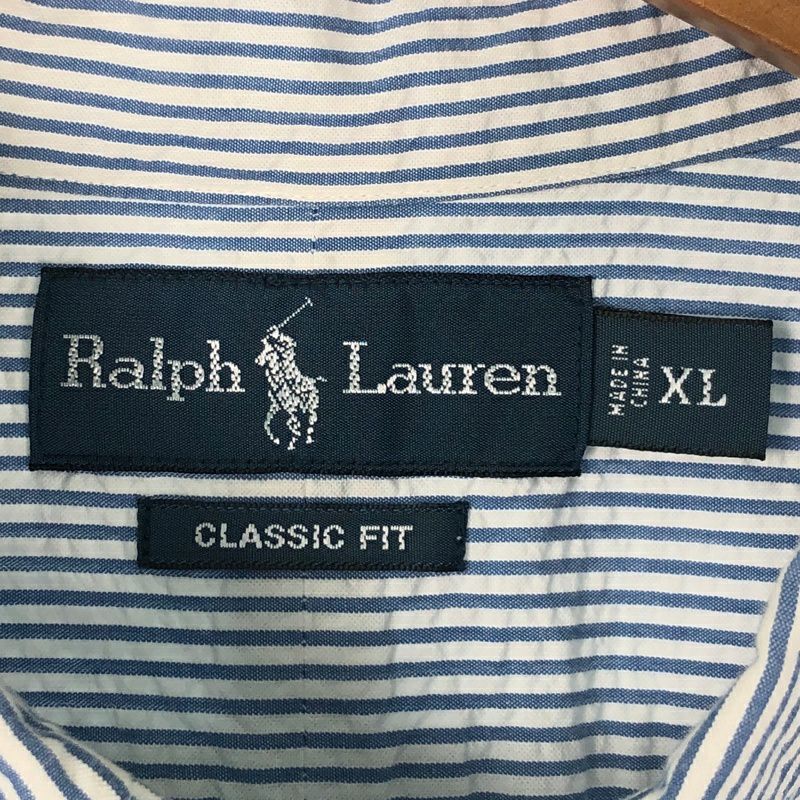 Ralph Lauren
MADE IN
CHINA
XL
CLASSIC FIT